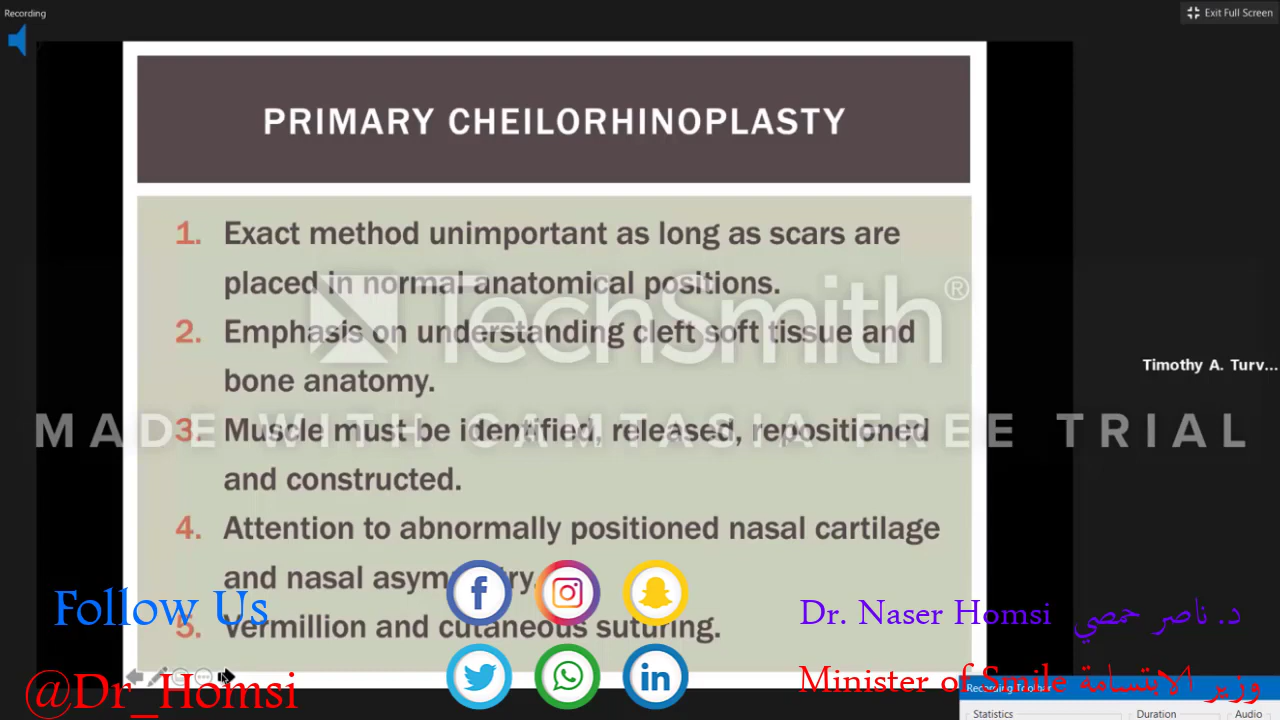 Recording
Exit Full Screen
PRIMARY CHEILORHINOPLASTY
1. Exact method unimportant as long as scars are
placed in normal anatomical positions.
TechSmith®
2. Emphasis on understanding cleft soft tissue and
bone anatomy.
MADE WITH CAMTASIA FREE TRIAL
3. Muscle must be identified, released, repositioned
and constructed.
4. Attention to abnormally positioned nasal cartilage
and nasal asymmetry.
5. Vermillion and cutaneous suturing.
Timothy A. Turv...
Follow Us
@Dr_Homsi
Dr. Naser Homsi د. ناصر حمصي
Minister of Smile وزير الابتسامة
Recording Toolbar
Statistics Duration Audio